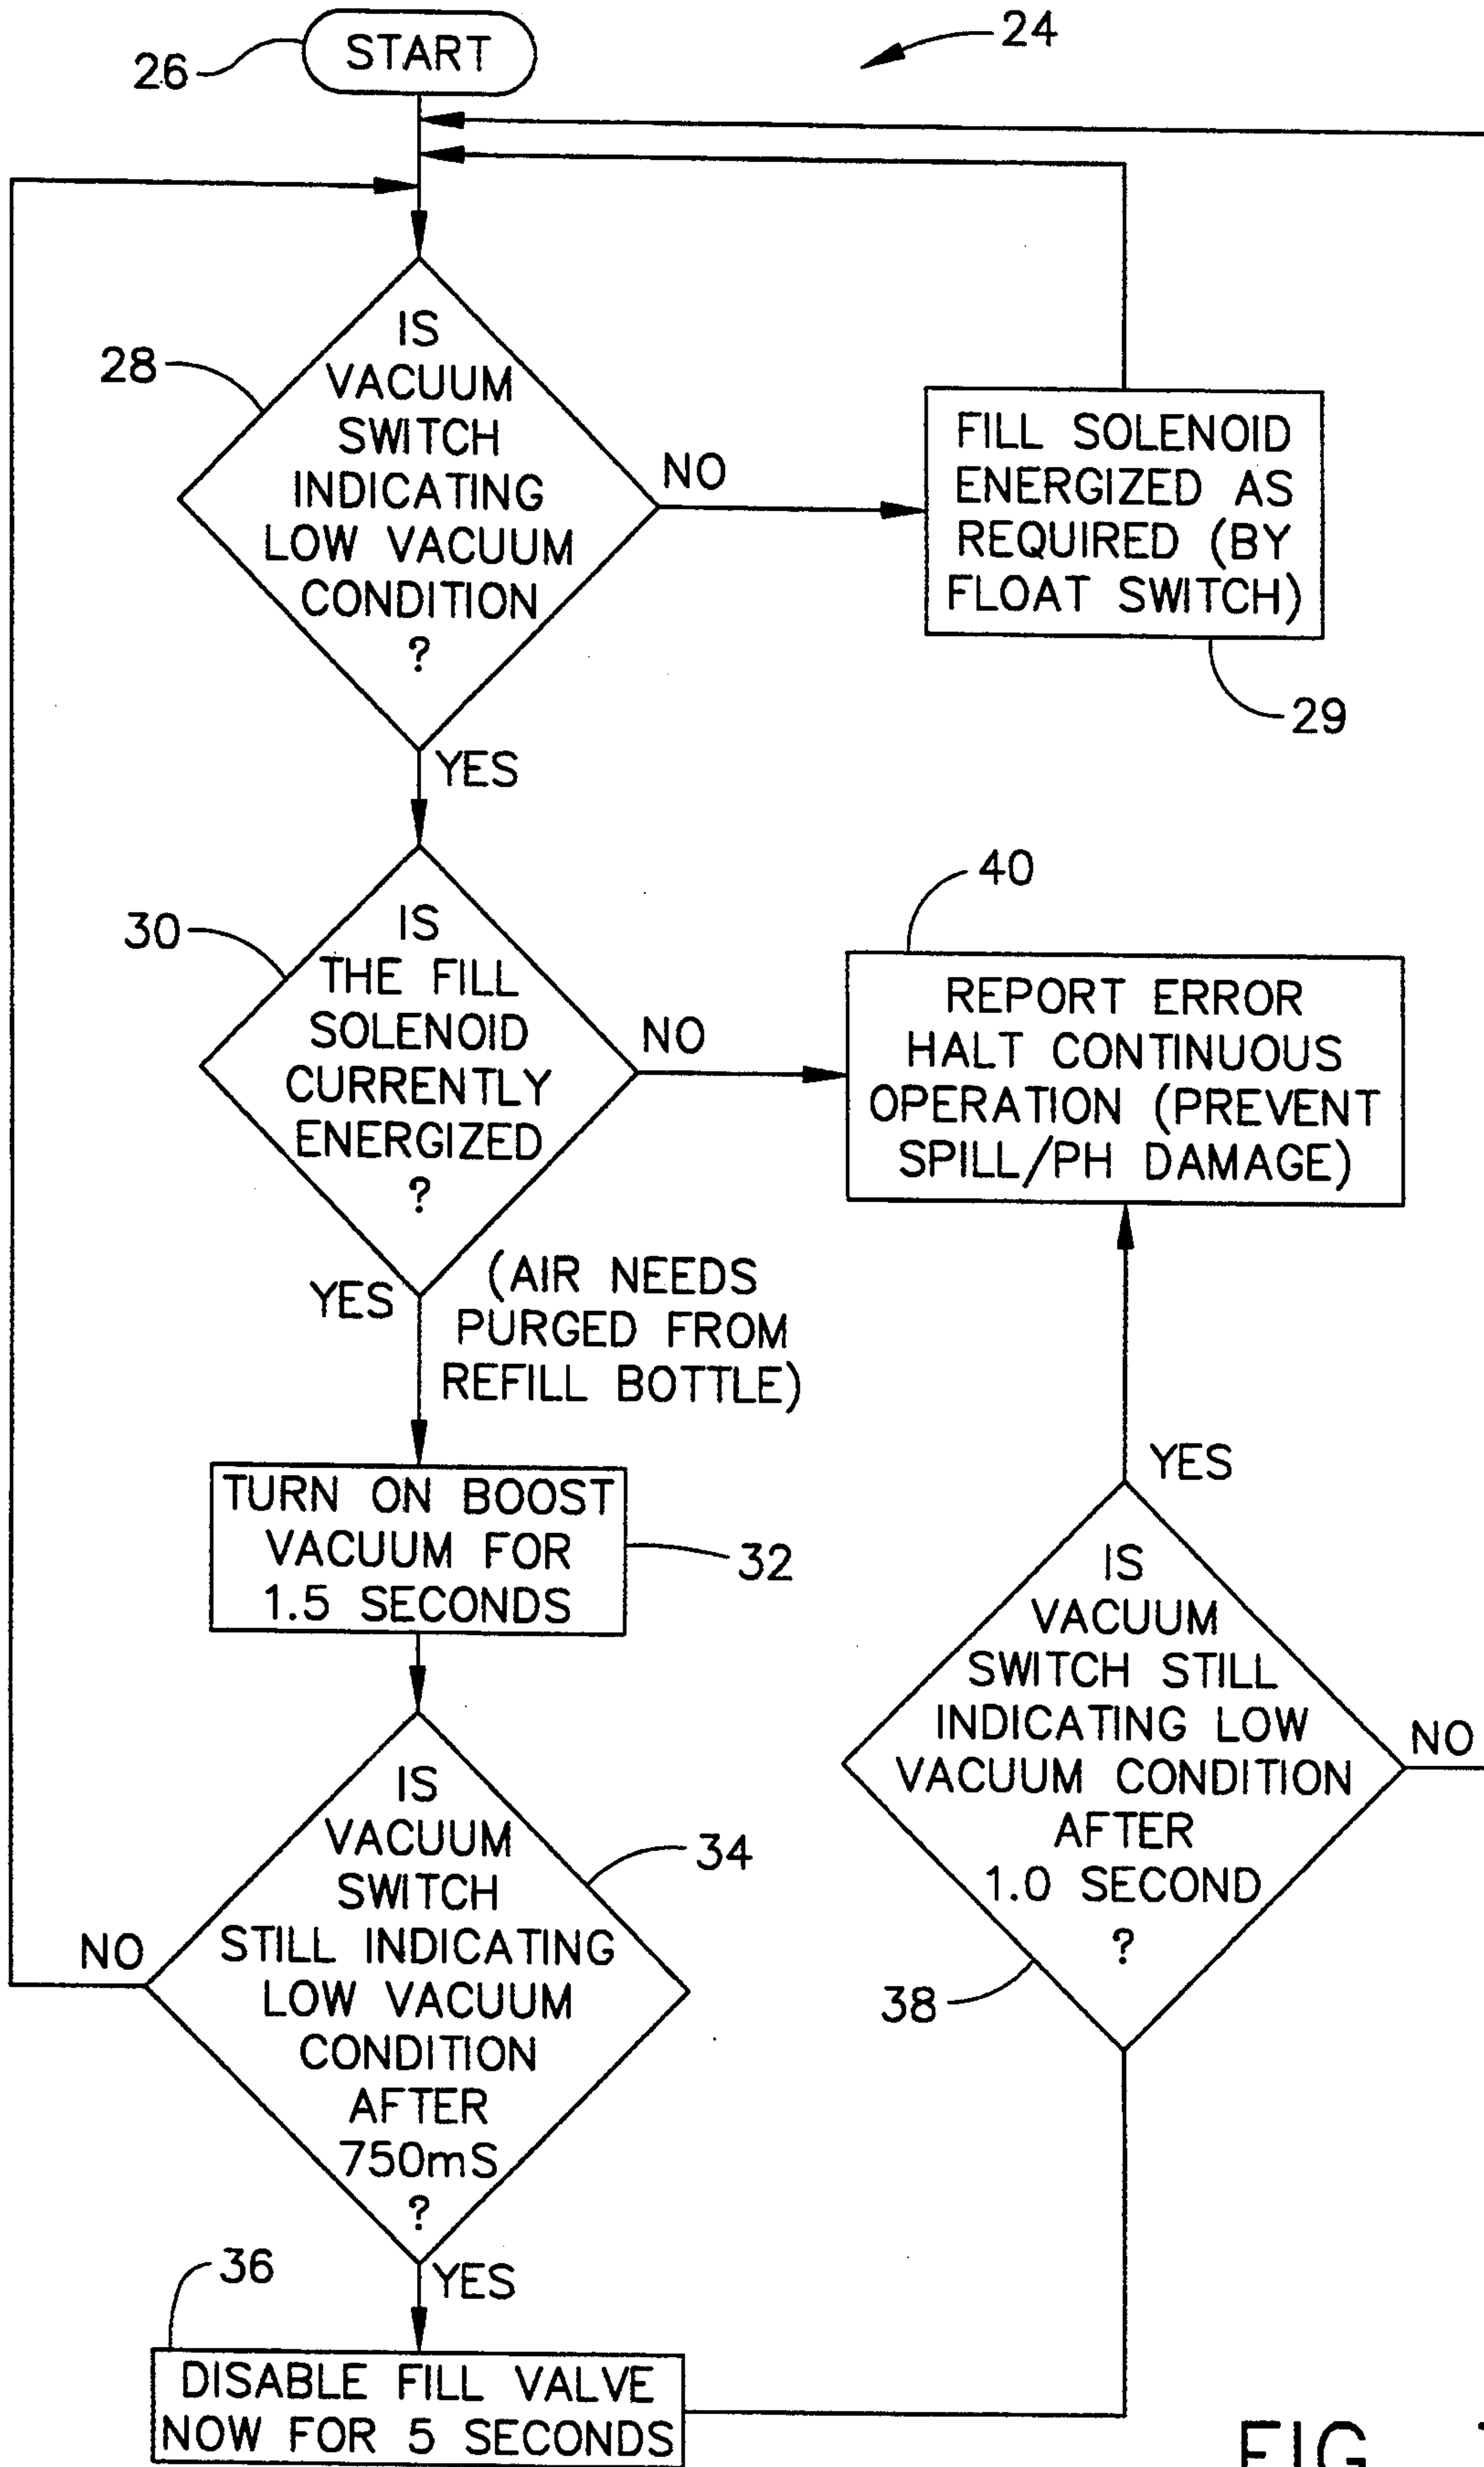 START
26
24
IS
VACUUM
SWITCH
INDICATING
LOW VACUUM
CONDITION
?
28
NO
FILL SOLENOID
ENERGIZED AS
REQUIRED (BY
FLOAT SWITCH)
29
YES
IS
THE FILL
SOLENOID
CURRENTLY
ENERGIZED
?
30
NO
40
REPORT ERROR
HALT CONTINUOUS
OPERATION (PREVENT
SPILL/PH DAMAGE)
YES
(AIR NEEDS
PURGED FROM
REFILL BOTTLE)
TURN ON BOOST
VACUUM FOR
1.5 SECONDS
32
YES
IS
VACUUM
SWITCH STILL
INDICATING LOW
VACUUM CONDITION
AFTER
1.0 SECOND
?
NO
38
IS
VACUUM
SWITCH
STILL INDICATING
LOW VACUUM
CONDITION
AFTER
750mS
?
34
NO
YES
36
DISABLE FILL VALVE
NOW FOR 5 SECONDS
FIG